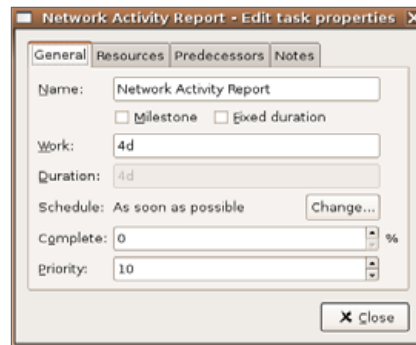 Network Activity Report - Edit task properties
General Resources Predecessors Notes
Name: Network Activity Report
Milestone Fixed duration
Work: 4d
Duration: 4d
Schedule: As soon as possible Change...
Complete: 0 %
Priority: 10
Close